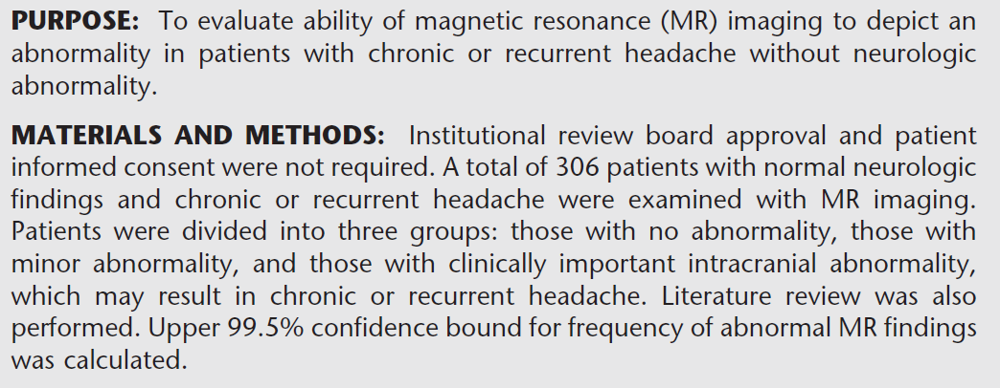 PURPOSE: To evaluate ability of magnetic resonance (MR) imaging to depict an
abnormality in patients with chronic or recurrent headache without neurologic
abnormality.
MATERIALS AND METHODS: Institutional review board approval and patient
informed consent were not required. A total of 306 patients with normal neurologic
findings and chronic or recurrent headache were examined with MR imaging.
Patients were divided into three groups: those with no abnormality, those with
minor abnormality, and those with clinically important intracranial abnormality,
which may result in chronic or recurrent headache. Literature review was also
performed. Upper 99.5% confidence bound for frequency of abnormal MR findings
was calculated.